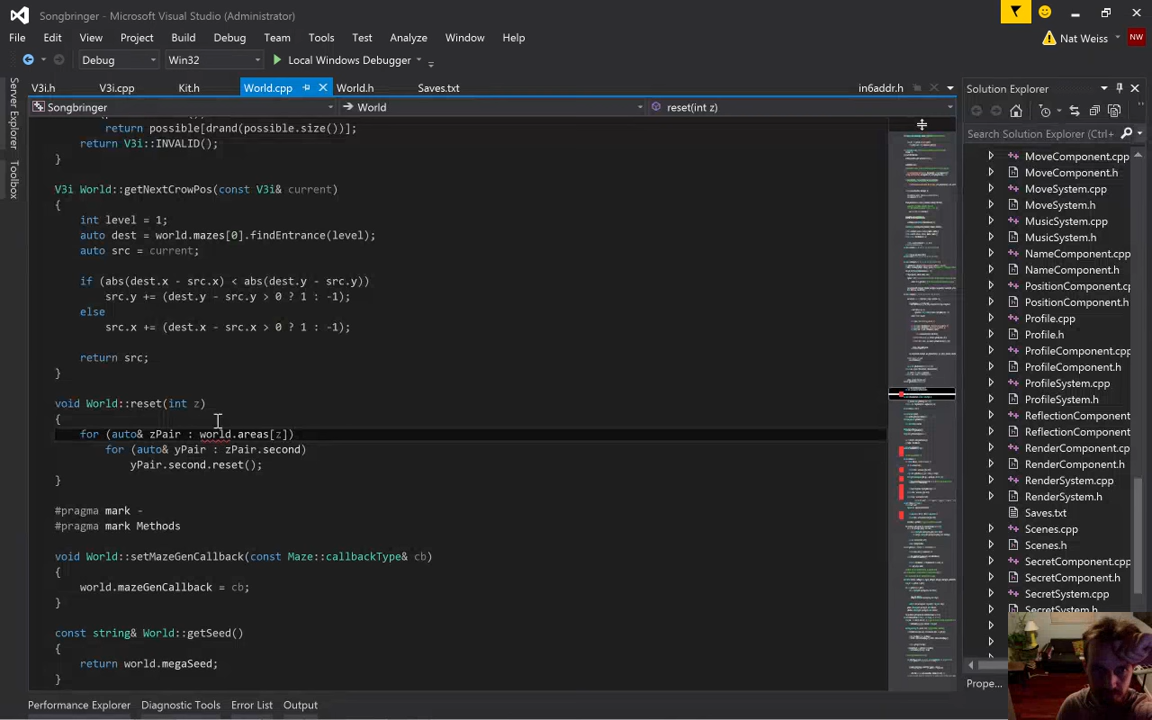 Songbringer - Microsoft Visual Studio (Administrator)
File Edit View Project Build Debug Team Tools Test Analyze Window Help
Nat Weiss NW
Debug Win32 Local Windows Debugger
V3i.h V3i.cpp Kit.h World.cpp World.h Saves.txt in6addr.h
Songbringer World reset(int z)
Server Explorer
Toolbox
return possible[drand(possible.size())];
return V3i::INVALID();
}
V3i World::getNextCrowPos(const V3i& current)
{
int level = 1;
auto dest = world.mazes[0].findEntrance(level);
auto src = current;
if (abs(dest.x - src.x) < abs(dest.y - src.y))
src.y += (dest.y - src.y > 0 ? 1 : -1);
else
src.x += (dest.x - src.x > 0 ? 1 : -1);
return src;
}
void World::reset(int z)
{
for (auto& zPair : world.areas[z])
for (auto& yPair : zPair.second)
yPair.second.reset();
}
#pragma mark -
#pragma mark Methods
void World::setMazeGenCallback(const Maze::callbackType& cb)
{
world.mazeGenCallback = cb;
}
const string& World::getSeed()
{
return world.megaSeed;
}
Solution Explorer
Search Solution Explorer
MoveComponent.cpp
MoveComponent.h
MoveSystem.cpp
MoveSystem.h
MusicSystem.cpp
MusicSystem.h
NameComponent.cpp
NameComponent.h
PositionComponent.cp
PositionComponent.h
Profile.cpp
Profile.h
ProfileComponent.cpp
ProfileComponent.h
ProfileSystem.cpp
ProfileSystem.h
ReflectionComponent.
ReflectionComponent.
RenderComponent.cp
RenderComponent.h
RenderSystem.cpp
RenderSystem.h
Saves.txt
Scenes.cpp
Scenes.h
SecretComponent.cpp
SecretComponent.h
SecretSystem.cpp
SecretSystem.h
Prope...
Performance Explorer Diagnostic Tools Error List Output